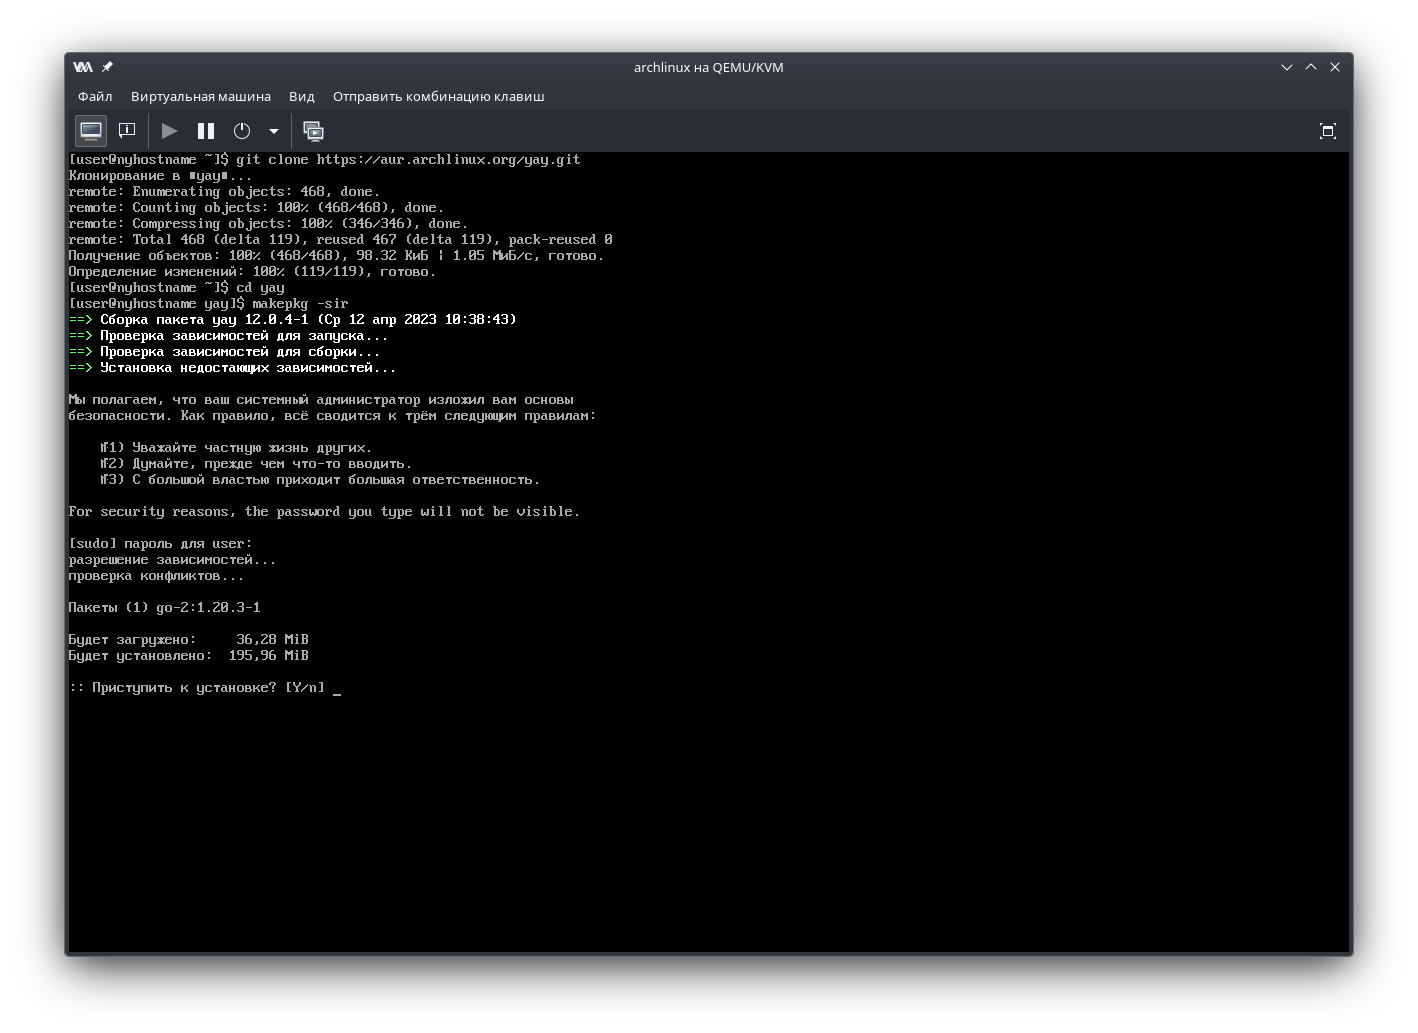 archlinux на QEMU/KVM
Файл Виртуальная машина Вид Отправить комбинацию клавиш
[user@nyhostname ~]$ git clone https://aur.archlinux.org/yay.git
Клонирование в ▪yay▪...
remote: Enumerating objects: 468, done.
remote: Counting objects: 100% (468/468), done.
remote: Compressing objects: 100% (346/346), done.
remote: Total 468 (delta 119), reused 467 (delta 119), pack-reused 0
Получение объектов: 100% (468/468), 98.32 КиБ | 1.05 МиБ/с, готово.
Определение изменений: 100% (119/119), готово.
[user@nyhostname ~]$ cd yay
[user@nyhostname yay]$ makepkg -sir
==> Сборка пакета yay 12.0.4-1 (Ср 12 апр 2023 10:38:43)
==> Проверка зависимостей для запуска...
==> Проверка зависимостей для сборки...
==> Установка недостающих зависимостей...
Мы полагаем, что ваш системный администратор изложил вам основы
безопасности. Как правило, всё сводится к трём следующим правилам:
№1) Уважайте частную жизнь других.
№2) Думайте, прежде чем что-то вводить.
№3) С большой властью приходит большая ответственность.
For security reasons, the password you type will not be visible.
[sudo] пароль для user:
разрешение зависимостей...
проверка конфликтов...
Пакеты (1) go-2:1.20.3-1
Будет загружено: 36,28 MiB
Будет установлено: 195,96 MiB
:: Приступить к установке? [Y/n] _